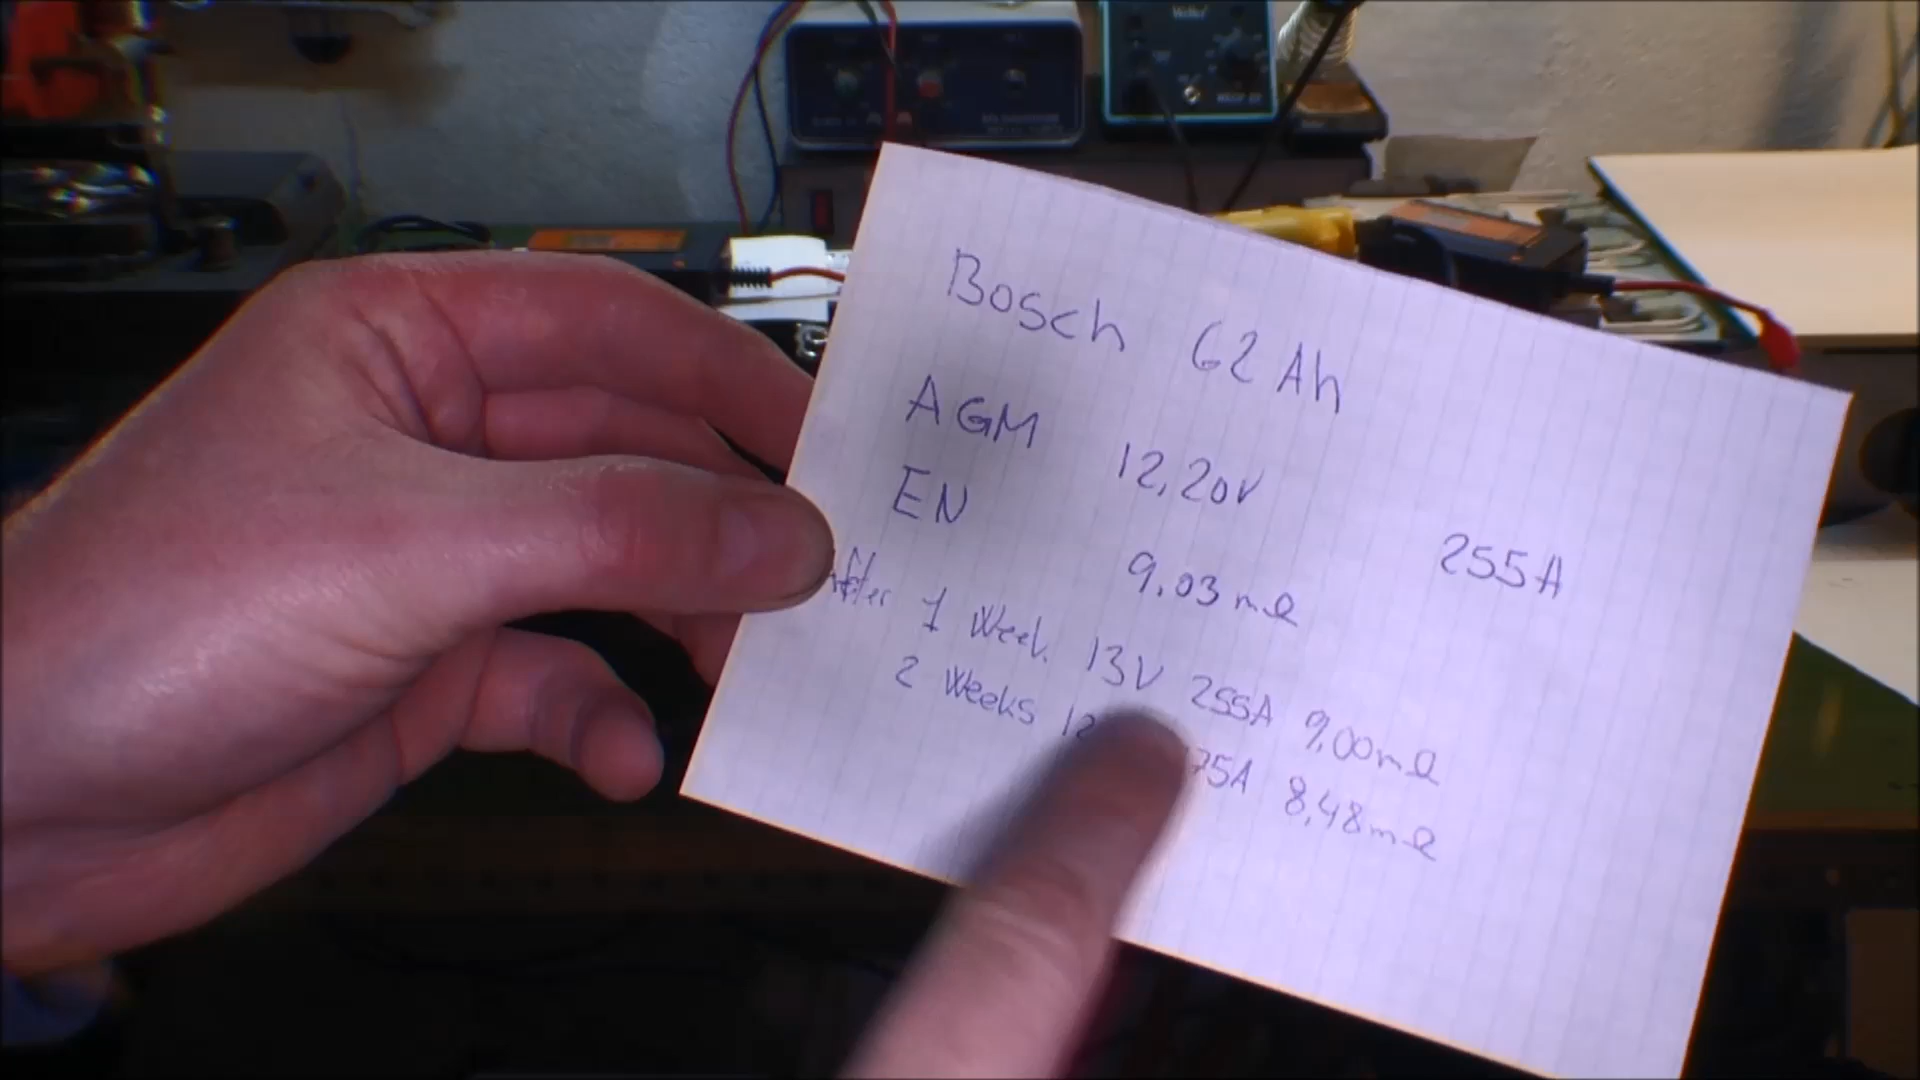 Weller
Bosch 62Ah
AGM 12,20V
EN 255A
9.03mΩ
After 1 Week. 13V 255A 9,00mΩ
2 Weeks 8,48mΩ